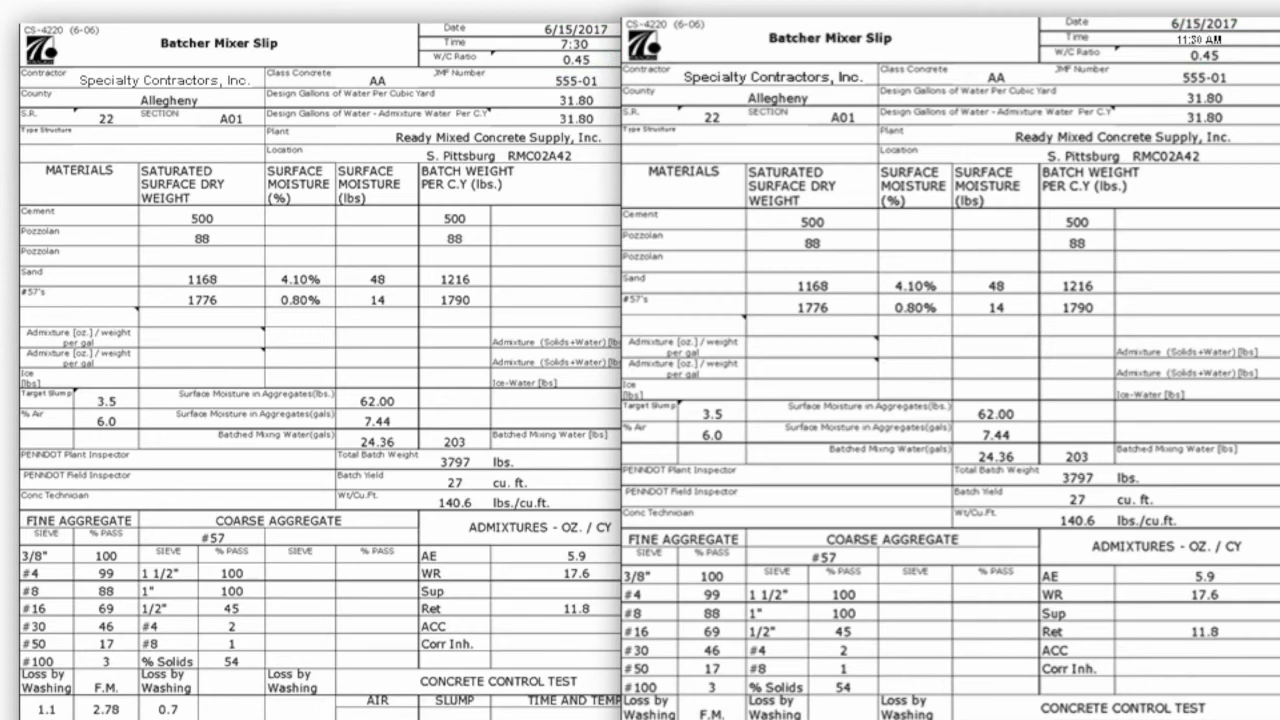 CS-4220 (6-06)
Batcher Mixer Slip
Date 6/15/2017
Time 7:30
W/C Ratio 0.45
Contractor Specialty Contractors, Inc. Class Concrete AA JMF Number 555-01
County Allegheny Design Gallons of Water Per Cubic Yard 31.80
S.R. 22 SECTION A01 Design Gallons of Water - Admixture Water Per C.Y 31.80
Type Structure Plant Ready Mixed Concrete Supply, Inc.
Location S. Pittsburg RMC02A42
MATERIALS SATURATED SURFACE SURFACE BATCH WEIGHT
SURFACE DRY MOISTURE MOISTURE PER C.Y (lbs.)
WEIGHT (%) (lbs)
Cement 500 500
Pozzolan 88 88
Pozzolan
Sand 1168 4.10% 48 1216
#57's 1776 0.80% 14 1790
Admixture [oz.] / weight
per gal Admixture (Solids+Water) [lb
Admixture [oz.] / weight
per gal Admixture (Solids+Water) [lb
Ice
[lbs] Ice-Water [lbs]
Target Slump 3.5 Surface Moisture in Aggregates(lbs.) 62.00
% Air 6.0 Surface Moisture in Aggregates(gals) 7.44
Batched Mixing Water(gals) 24.36 203 Batched Mixing Water [lbs]
PENNDOT Plant Inspector Total Batch Weight 3797 lbs.
PENNDOT Field Inspector Batch Yield 27 cu. ft.
Conc Technician Wt/Cu.Ft. 140.6 lbs./cu.ft.
FINE AGGREGATE COARSE AGGREGATE ADMIXTURES - OZ. / CY
SIEVE % PASS #57
3/8" 100 SIEVE % PASS SIEVE % PASS AE 5.9
#4 99 1 1/2" 100 WR 17.6
#8 88 1" 100 Sup
#16 69 1/2" 45 Ret 11.8
#30 46 #4 2 ACC
#50 17 #8 1 Corr Inh.
#100 3 % Solids 54
Loss by Loss by Loss by CONCRETE CONTROL TEST
Washing F.M. Washing Washing
1.1 2.78 0.7 AIR SLUMP TIME AND TEMP
CS-4220 (6-06)
Batcher Mixer Slip
Date 6/15/2017
Time 11:30 AM
W/C Ratio 0.45
Contractor Specialty Contractors, Inc. Class Concrete AA JMF Number 555-01
County Allegheny Design Gallons of Water Per Cubic Yard 31.80
S.R. 22 SECTION A01 Design Gallons of Water - Admixture Water Per C.Y 31.80
Type Structure Plant Ready Mixed Concrete Supply, Inc.
Location S. Pittsburg RMC02A42
MATERIALS SATURATED SURFACE SURFACE BATCH WEIGHT
SURFACE DRY MOISTURE MOISTURE PER C.Y (lbs.)
WEIGHT (%) (lbs)
Cement 500 500
Pozzolan 88 88
Pozzolan
Sand 1168 4.10% 48 1216
#57's 1776 0.80% 14 1790
Admixture [oz.] / weight
per gal Admixture (Solids+Water) [lbs]
Admixture [oz.] / weight
per gal Admixture (Solids+Water) [lbs]
Ice
[lbs] Ice-Water [lbs]
Target Slump 3.5 Surface Moisture in Aggregates(lbs.) 62.00
% Air 6.0 Surface Moisture in Aggregates(gals) 7.44
Batched Mixing Water(gals) 24.36 203 Batched Mixing Water [lbs]
PENNDOT Plant Inspector Total Batch Weight 3797 lbs.
PENNDOT Field Inspector Batch Yield 27 cu. ft.
Conc Technician Wt/Cu.Ft. 140.6 lbs./cu.ft.
FINE AGGREGATE COARSE AGGREGATE ADMIXTURES - OZ. / CY
SIEVE % PASS #57
3/8" 100 SIEVE % PASS SIEVE % PASS AE 5.9
#4 99 1 1/2" 100 WR 17.6
#8 88 1" 100 Sup
#16 69 1/2" 45 Ret 11.8
#30 46 #4 2 ACC
#50 17 #8 1 Corr Inh.
#100 3 % Solids 54
Loss by Loss by Loss by CONCRETE CONTROL TEST
Washing F.M. Washing Washing